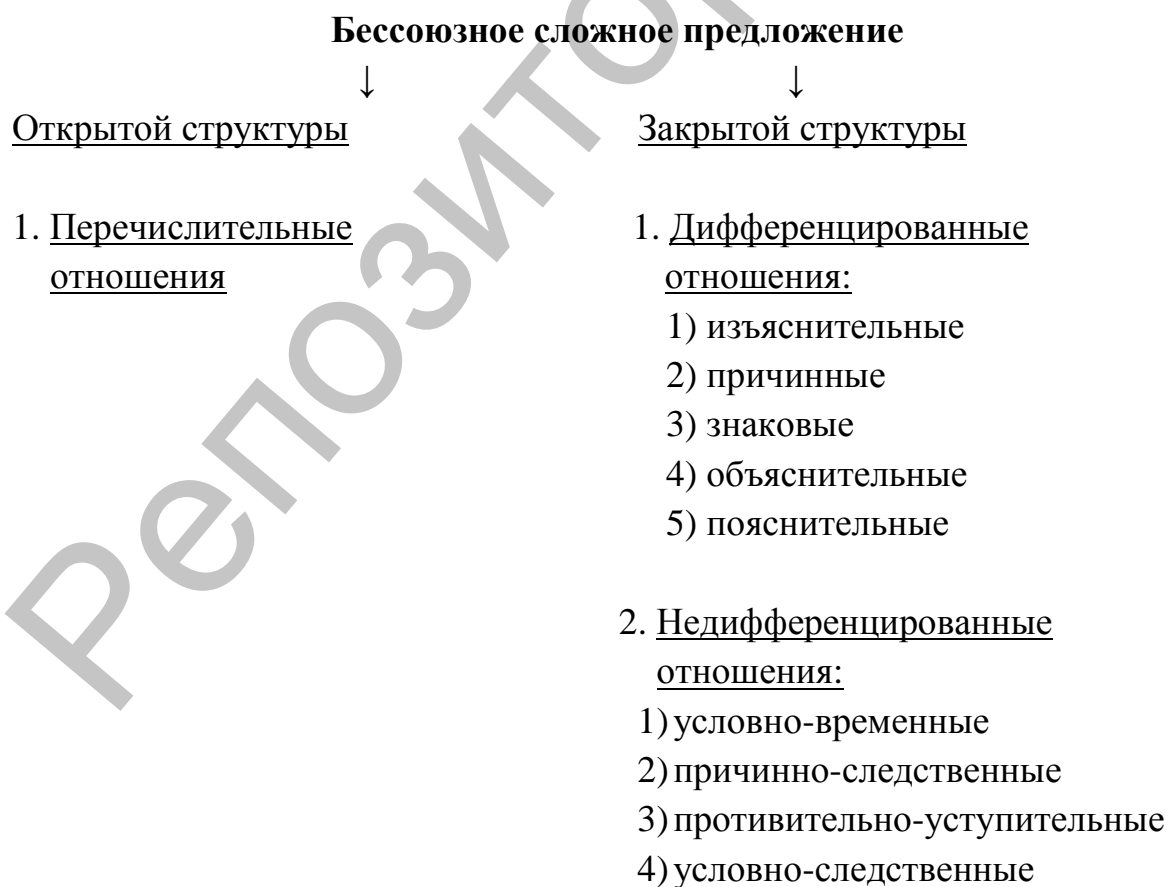 Бессоюзное сложное предложение
↓ ↓
Открытой структуры
1. Перечислительные
отношения
Закрытой структуры
1. Дифференцированные
отношения:
1) изъяснительные
2) причинные
3) знаковые
4) объяснительные
5) пояснительные
2. Недифференцированные
отношения:
1) условно-временные
2) причинно-следственные
3) противительно-уступительные
4) условно-следственные